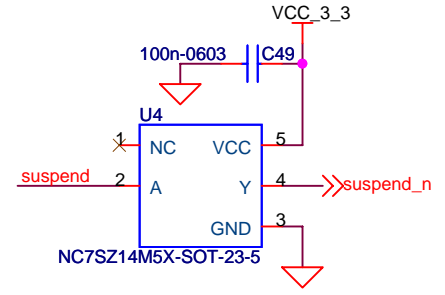 VCC_3_3
100n-0603 C49
U4
1 NC VCC 5
suspend 2 A Y 4 suspend_n
GND 3
NC7SZ14M5X-SOT-23-5